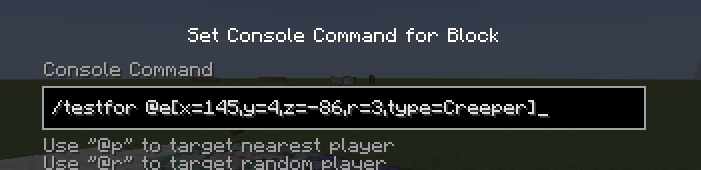 Set Console Command for Block
Console Command
/testfor @e[x=145,y=4,z=-86,r=3,type=Creeper]_
Use "@p" to target nearest player
Use "@r" to target random player